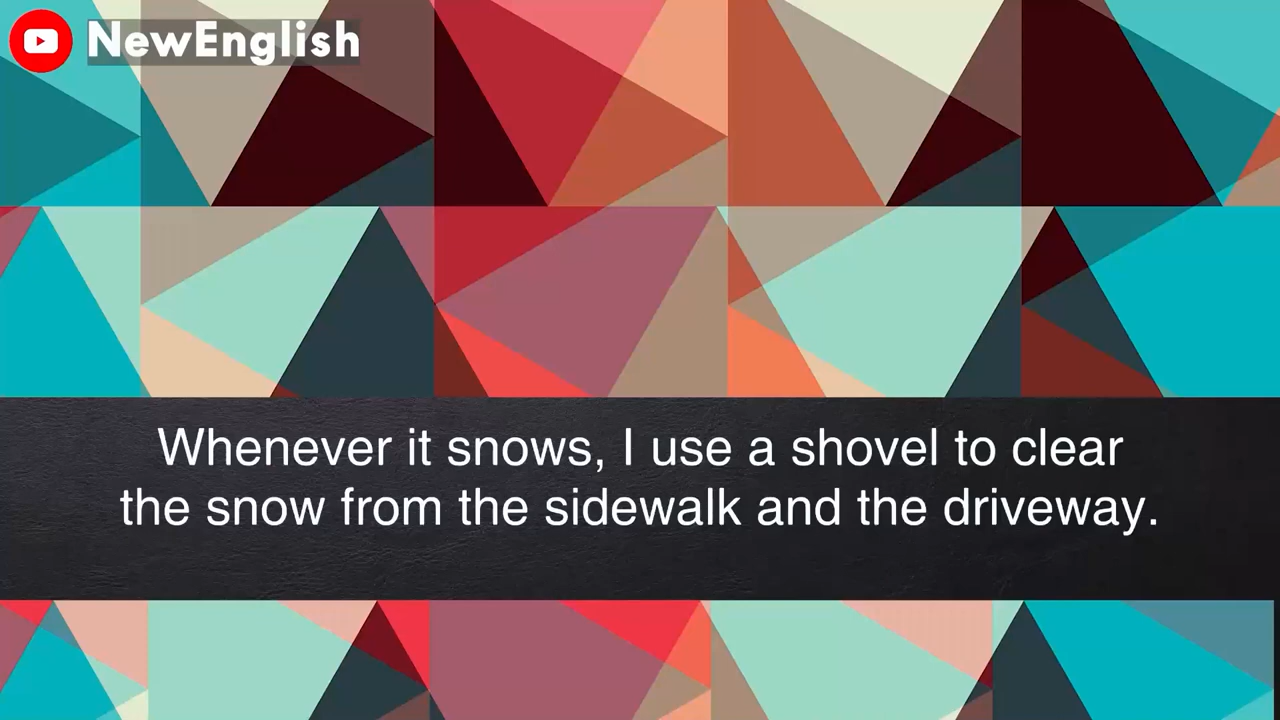 NewEnglish
Whenever it snows, I use a shovel to clear
the snow from the sidewalk and the driveway.